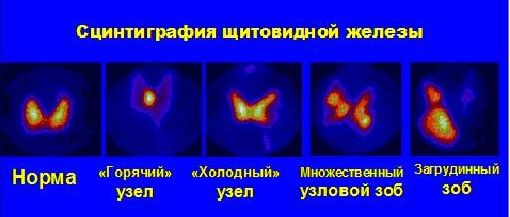 Сцинтиграфия щитовидной железы
Норма
«Горячий»
узел
«Холодный»
узел
Множественный
узловой зоб
Загрудинный
зоб